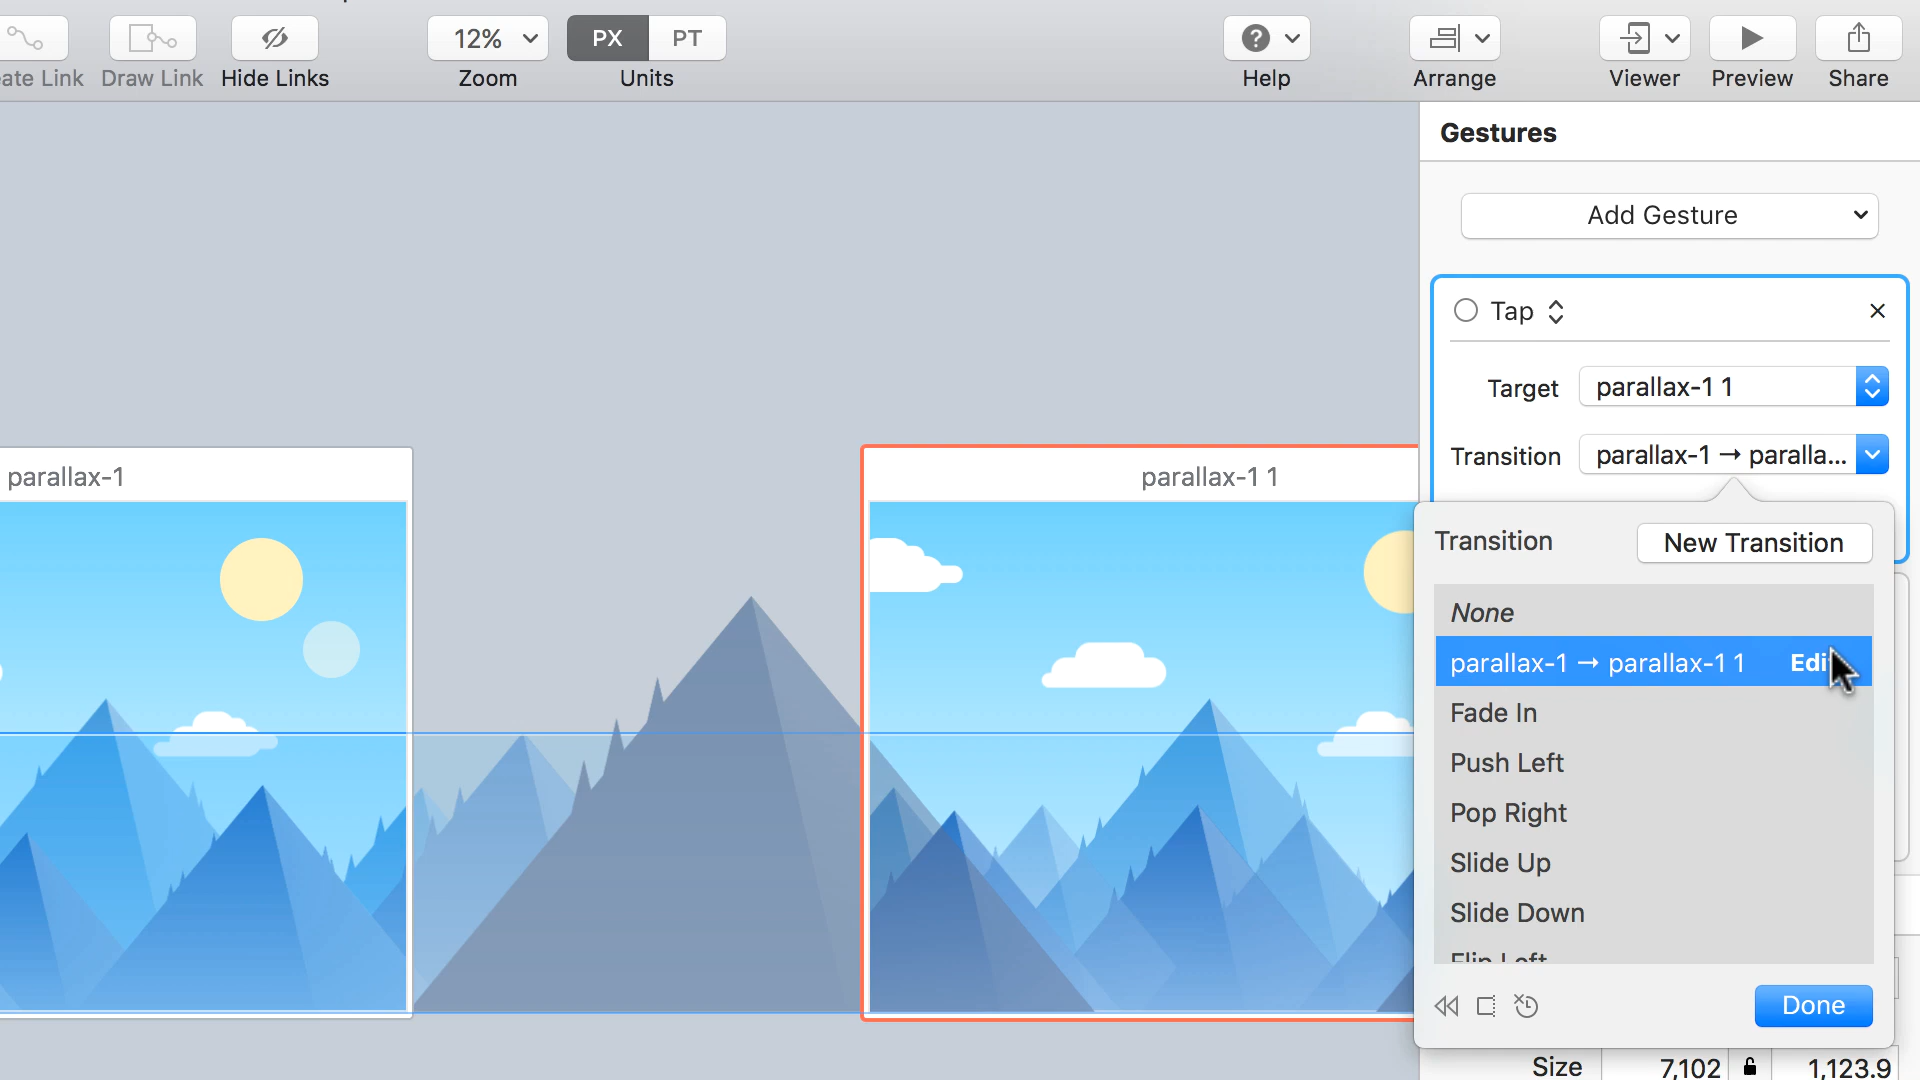 12%
PX
PT
ate Link
Draw Link
Hide Links
Zoom
Units
Help
Arrange
Viewer
Preview
Share
Gestures
Add Gesture
Tap
Target
parallax-1 1
Transition
parallax-1 → paralla...
parallax-1
parallax-1 1
Transition
New Transition
None
parallax-1 → parallax-1 1
Edi
Fade In
Push Left
Pop Right
Slide Up
Slide Down
Flip Left
Done
Size
7,102
1,123.9